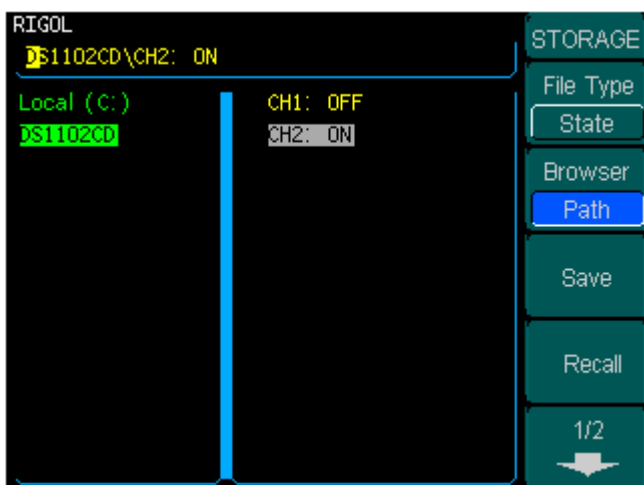 RIGOL
DS1102CD\CH2: ON
Local (C:)
DS1102CD
CH1: OFF
CH2: ON
STORAGE
File Type
State
Browser
Path
Save
Recall
1/2